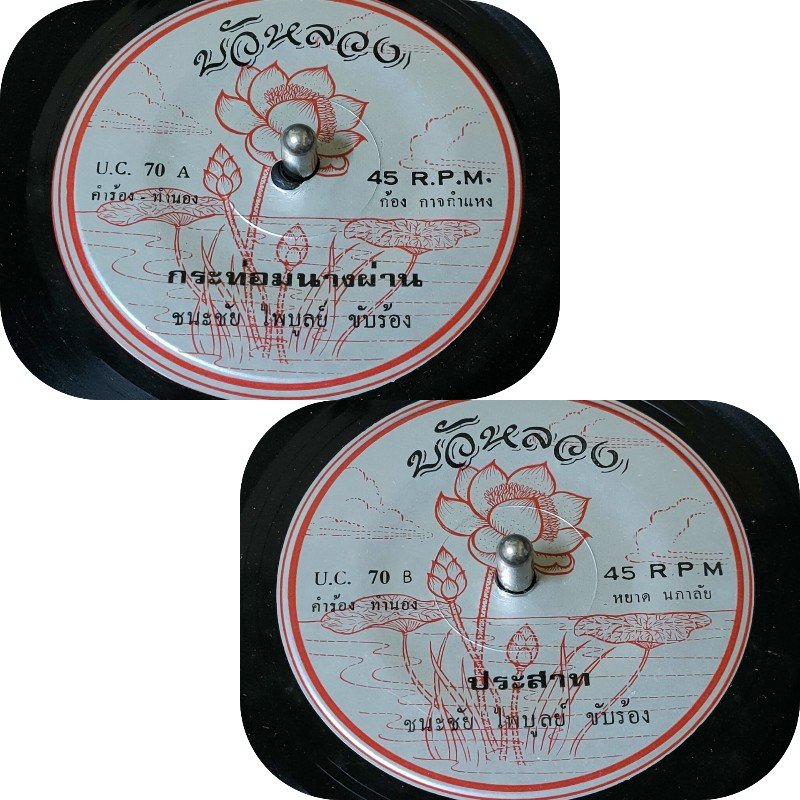 บัวหลวง
U.C. 70 A
45 R.P.M.
คำร้อง - ทำนอง
ก้อง กาจกำแหง
กระท่อมนางผ่าน
ชนะชัย ไพบูลย์ ขับร้อง
บัวหลวง
U.C. 70 B
45 R.P.M
คำร้อง ทำนอง
หยาด นภาลัย
ประสาท
ชนะชัย ไพบูลย์ ขับร้อง